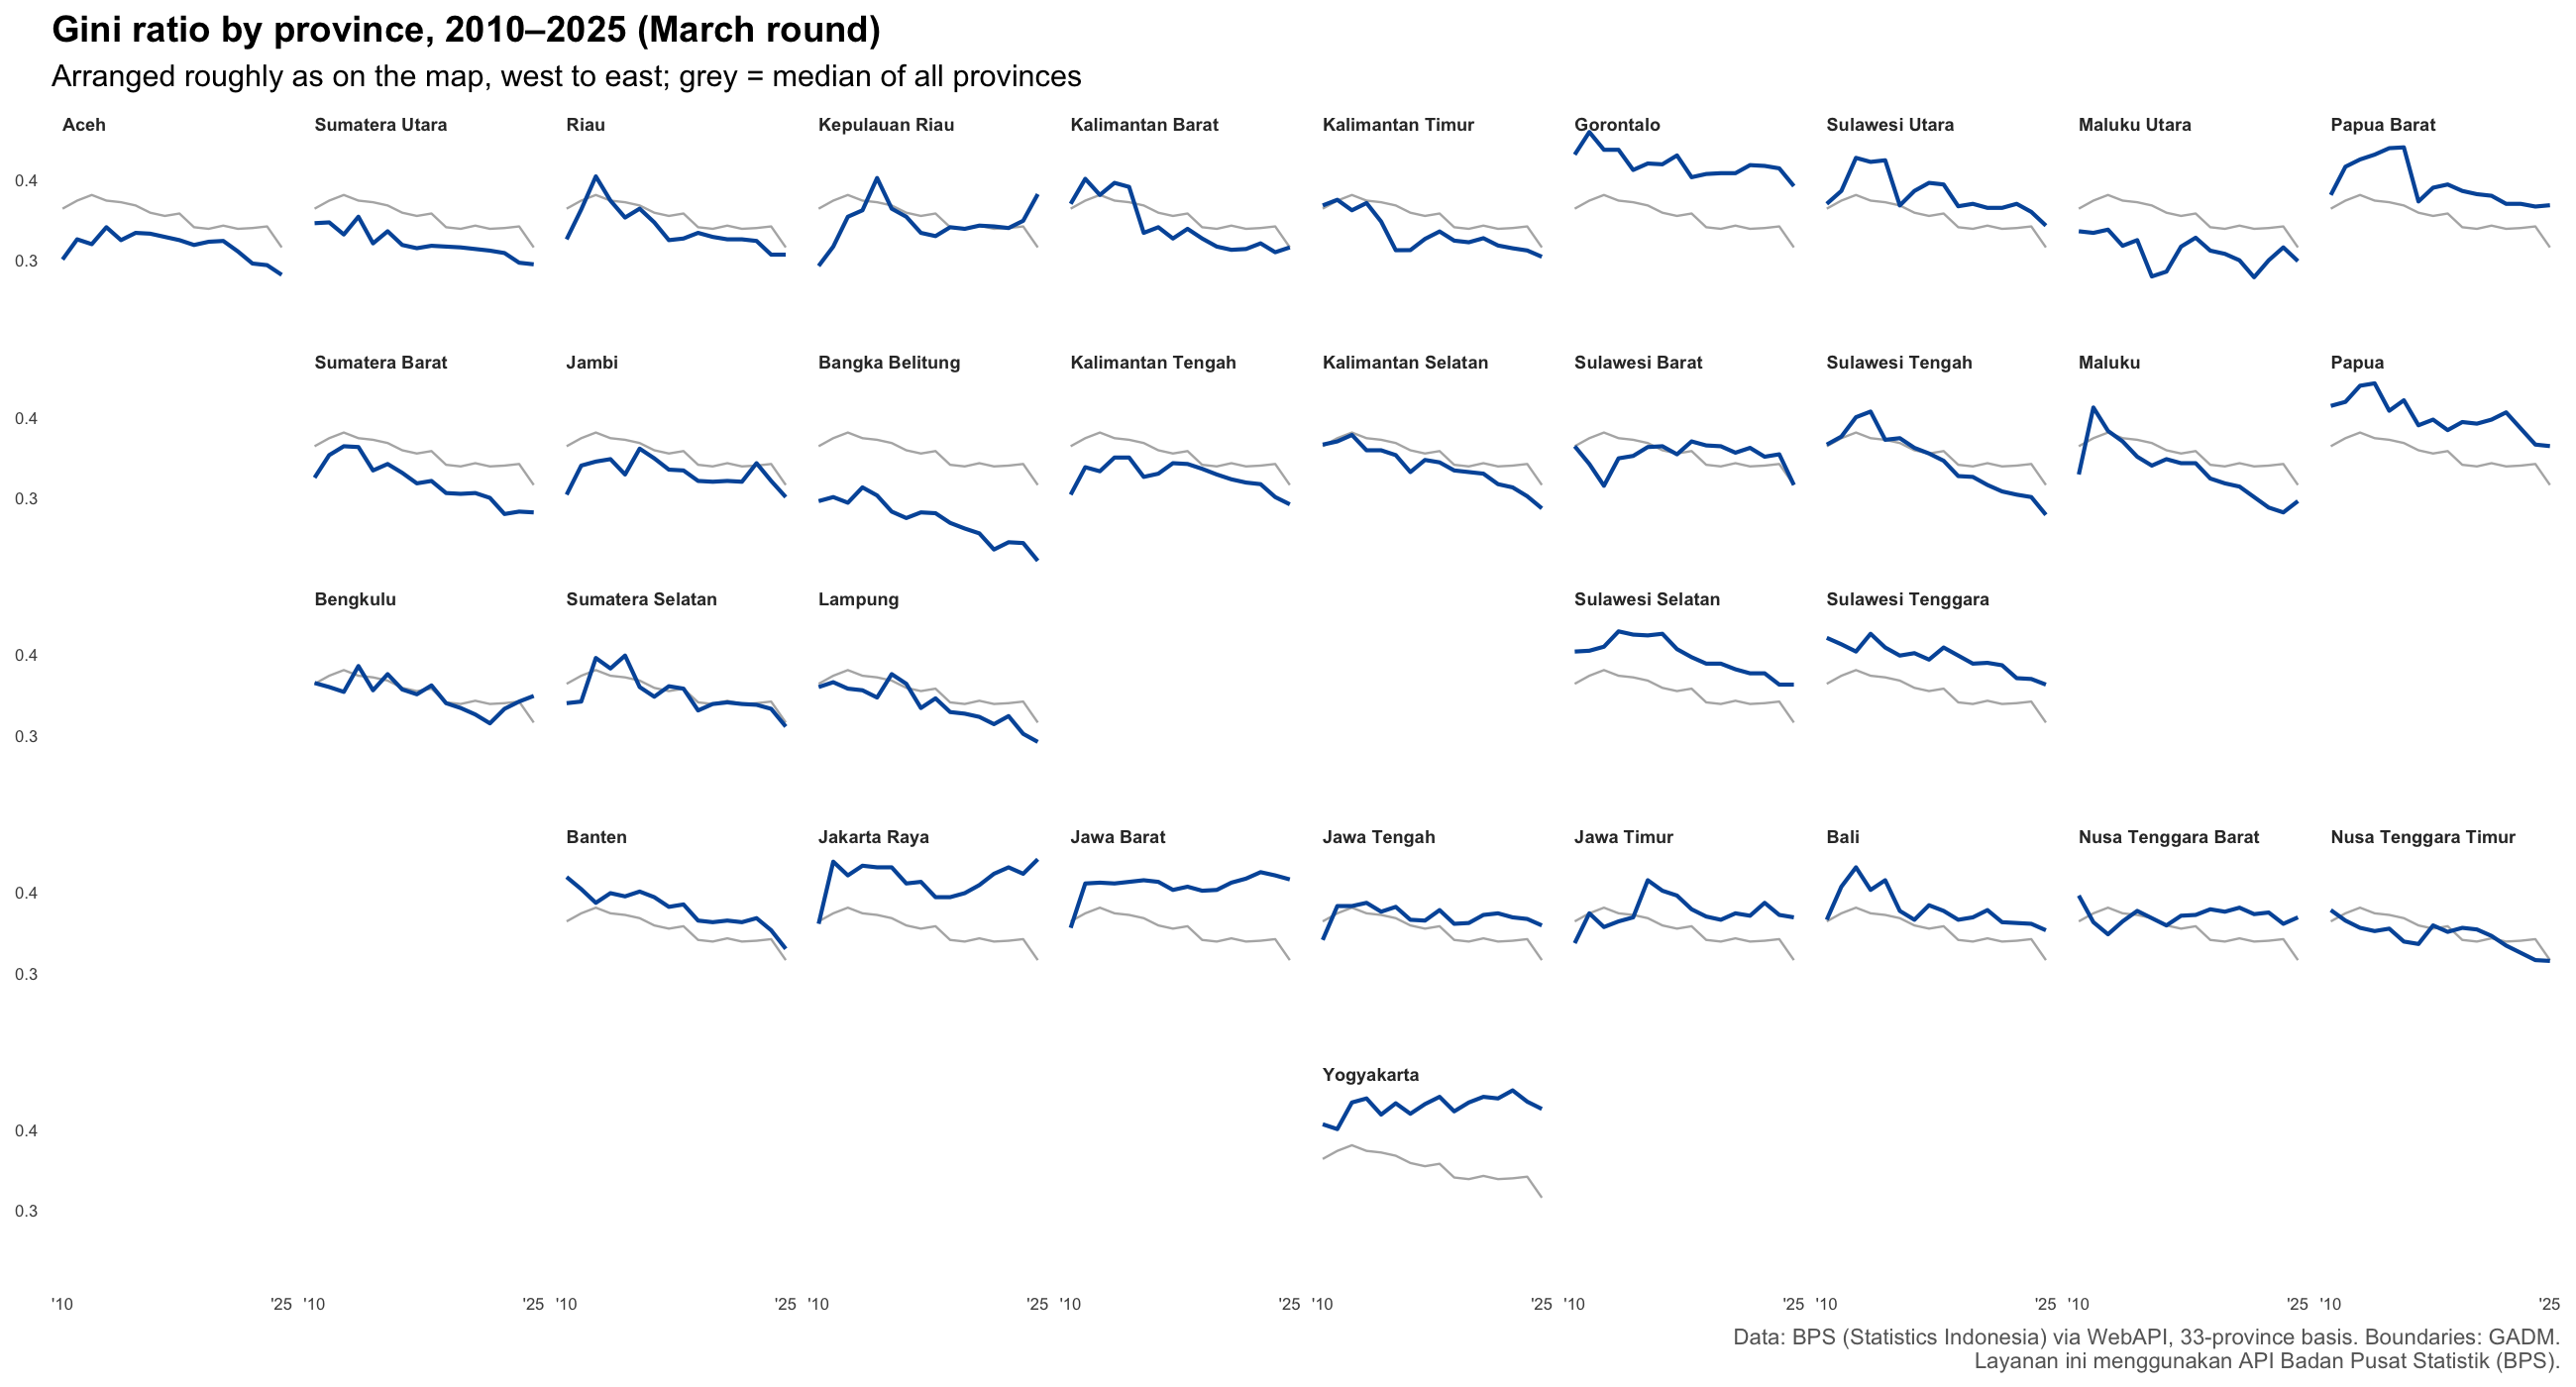 Gini ratio by province, 2010–2025 (March round)
Arranged roughly as on the map, west to east; grey = median of all provinces
Aceh
Sumatera Utara
Riau
Kepulauan Riau
Kalimantan Barat
Kalimantan Timur
Gorontalo
Sulawesi Utara
Maluku Utara
Papua Barat
0.4
0.3
Sumatera Barat
Jambi
Bangka Belitung
Kalimantan Tengah
Kalimantan Selatan
Sulawesi Barat
Sulawesi Tengah
Maluku
Papua
0.4
0.3
Bengkulu
Sumatera Selatan
Lampung
Sulawesi Selatan
Sulawesi Tenggara
0.4
0.3
Banten
Jakarta Raya
Jawa Barat
Jawa Tengah
Jawa Timur
Bali
Nusa Tenggara Barat
Nusa Tenggara Timur
0.4
0.3
Yogyakarta
0.4
0.3
'10 '25 '10 '25 '10 '25 '10 '25 '10 '25 '10 '25 '10 '25 '10 '25 '10 '25 '10 '25
Data: BPS (Statistics Indonesia) via WebAPI, 33-province basis. Boundaries: GADM.
Layanan ini menggunakan API Badan Pusat Statistik (BPS).